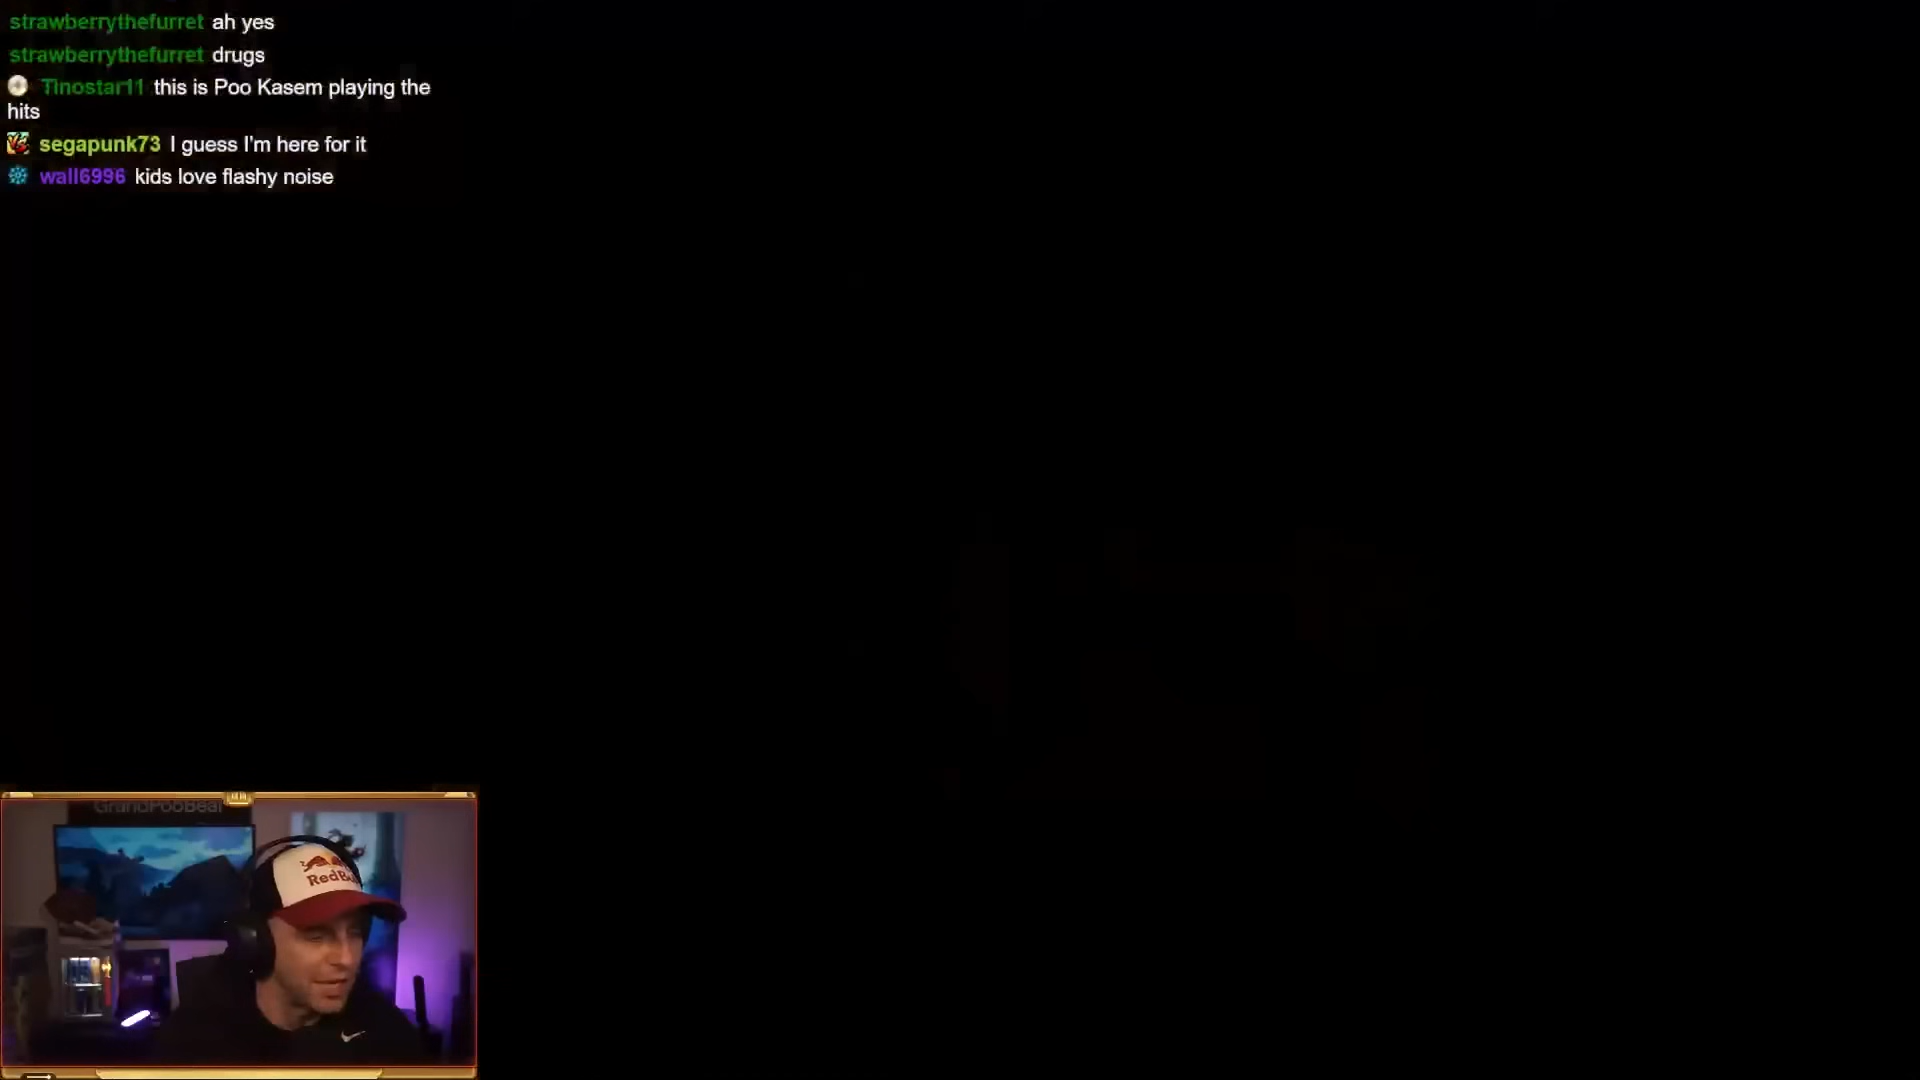 strawberrythefurret ah yes
strawberrythefurret drugs
Tinostar11 this is Poo Kasem playing the
hits
segapunk73 I guess I'm here for it
wall6996 kids love flashy noise
GrandPooBear
RedBull